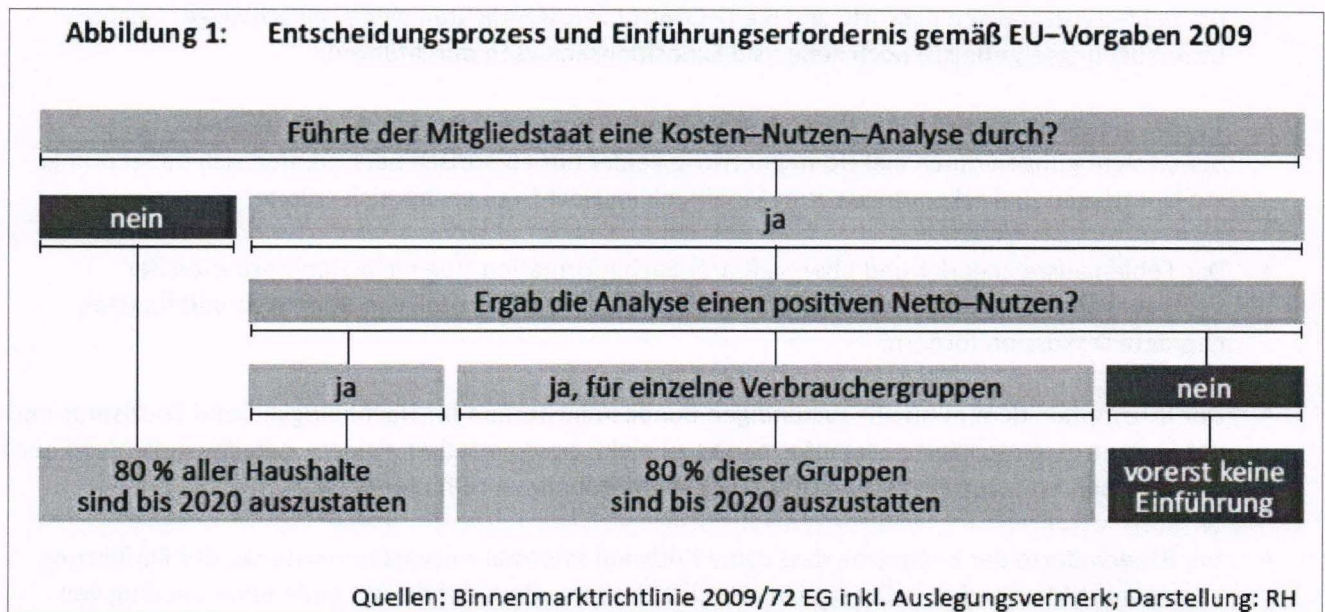 Abbildung 1: Entscheidungsprozess und Einführungserfordernis gemäß EU–Vorgaben 2009
Führte der Mitgliedstaat eine Kosten–Nutzen–Analyse durch?
nein
ja
Ergab die Analyse einen positiven Netto–Nutzen?
ja
ja, für einzelne Verbrauchergruppen
nein
80 % aller Haushalte
sind bis 2020 auszustatten
80 % dieser Gruppen
sind bis 2020 auszustatten
vorerst keine
Einführung
Quellen: Binnenmarktrichtlinie 2009/72 EG inkl. Auslegungsvermerk; Darstellung: RH